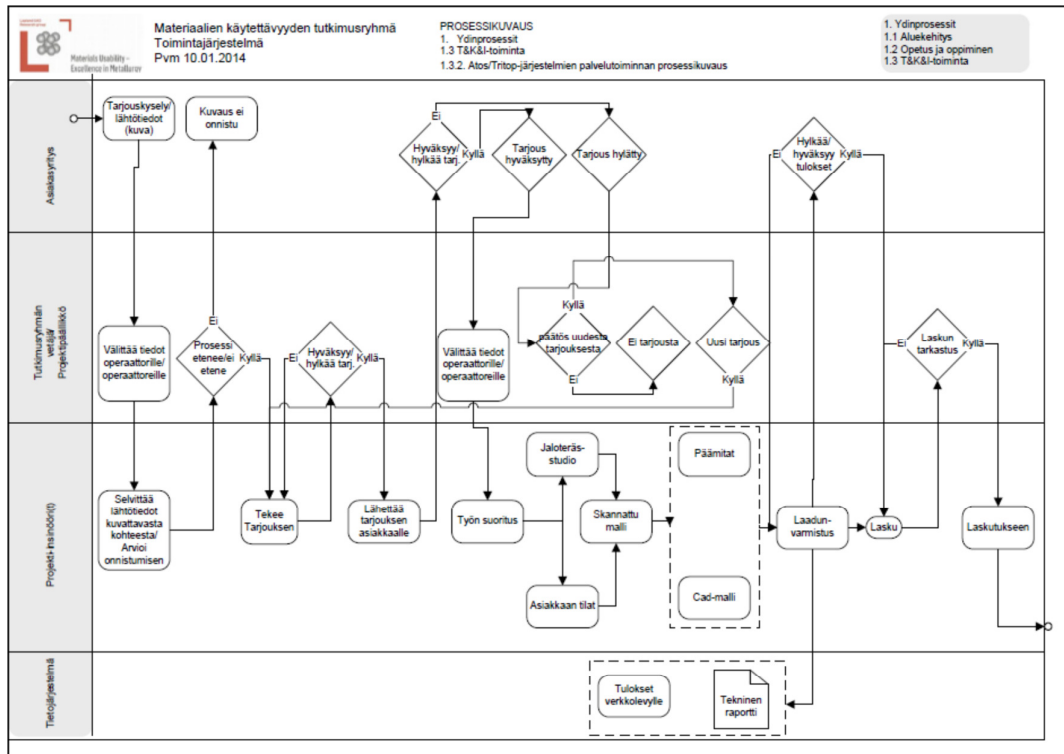 Materials Usability –
Excellence in Metallurgy
Materiaalien käytettävyyden tutkimusryhmä
Toimintajärjestelmä
Pvm 10.01.2014
PROSESSIKUVAUS
1. Ydinprosessit
1.3 T&K&I-toiminta
1.3.2. Atos/Tritop-järjestelmien palvelutoiminnan prosessikuvaus
1. Ydinprosessit
1.1 Aluekehitys
1.2 Opetus ja oppiminen
1.3 T&K&I-toiminta
Asiakasyritys
Tarjouskysely/
lähtötiedot
(kuva)
Kuvaus ei
onnistu
Ei
Hyväksyy/
hylkää tarj.
Kyllä
Tarjous
hyväksytty
Tarjous hylätty
Ei
Hylkää/
hyväksyy
tulokset
Kyllä
Tutkimusryhmän
vetäjä/
Projektipäällikkö
Välittää tiedot
operaattorille/
operaattoreille
Ei
Prosessi
etenee/ei
etene
Kyllä
Ei
Hyväksyy/
hylkää tarj.
Kyllä
Välittää tiedot
operaattorille/
operaattoreille
Kyllä
päätös uudesta
tarjouksesta
Ei
Ei tarjousta
Uusi tarjous
Kyllä
Ei
Laskun
tarkastus
Kyllä
Projekti-insinööri(t)
Selvittää
lähtötiedot
kuvattavasta
kohteesta/
Arvioi
onnistumisen
Tekee
Tarjouksen
Lähettää
tarjouksen
asiakkaalle
Työn suoritus
Jaloteräs-
studio
Asiakkaan tilat
Skannattu
malli
Päämitat
Cad-malli
Laadun-
varmistus
Lasku
Laskutukseen
Tietojärjestelmä
Tulokset
verkkolevylle
Tekninen
raportti